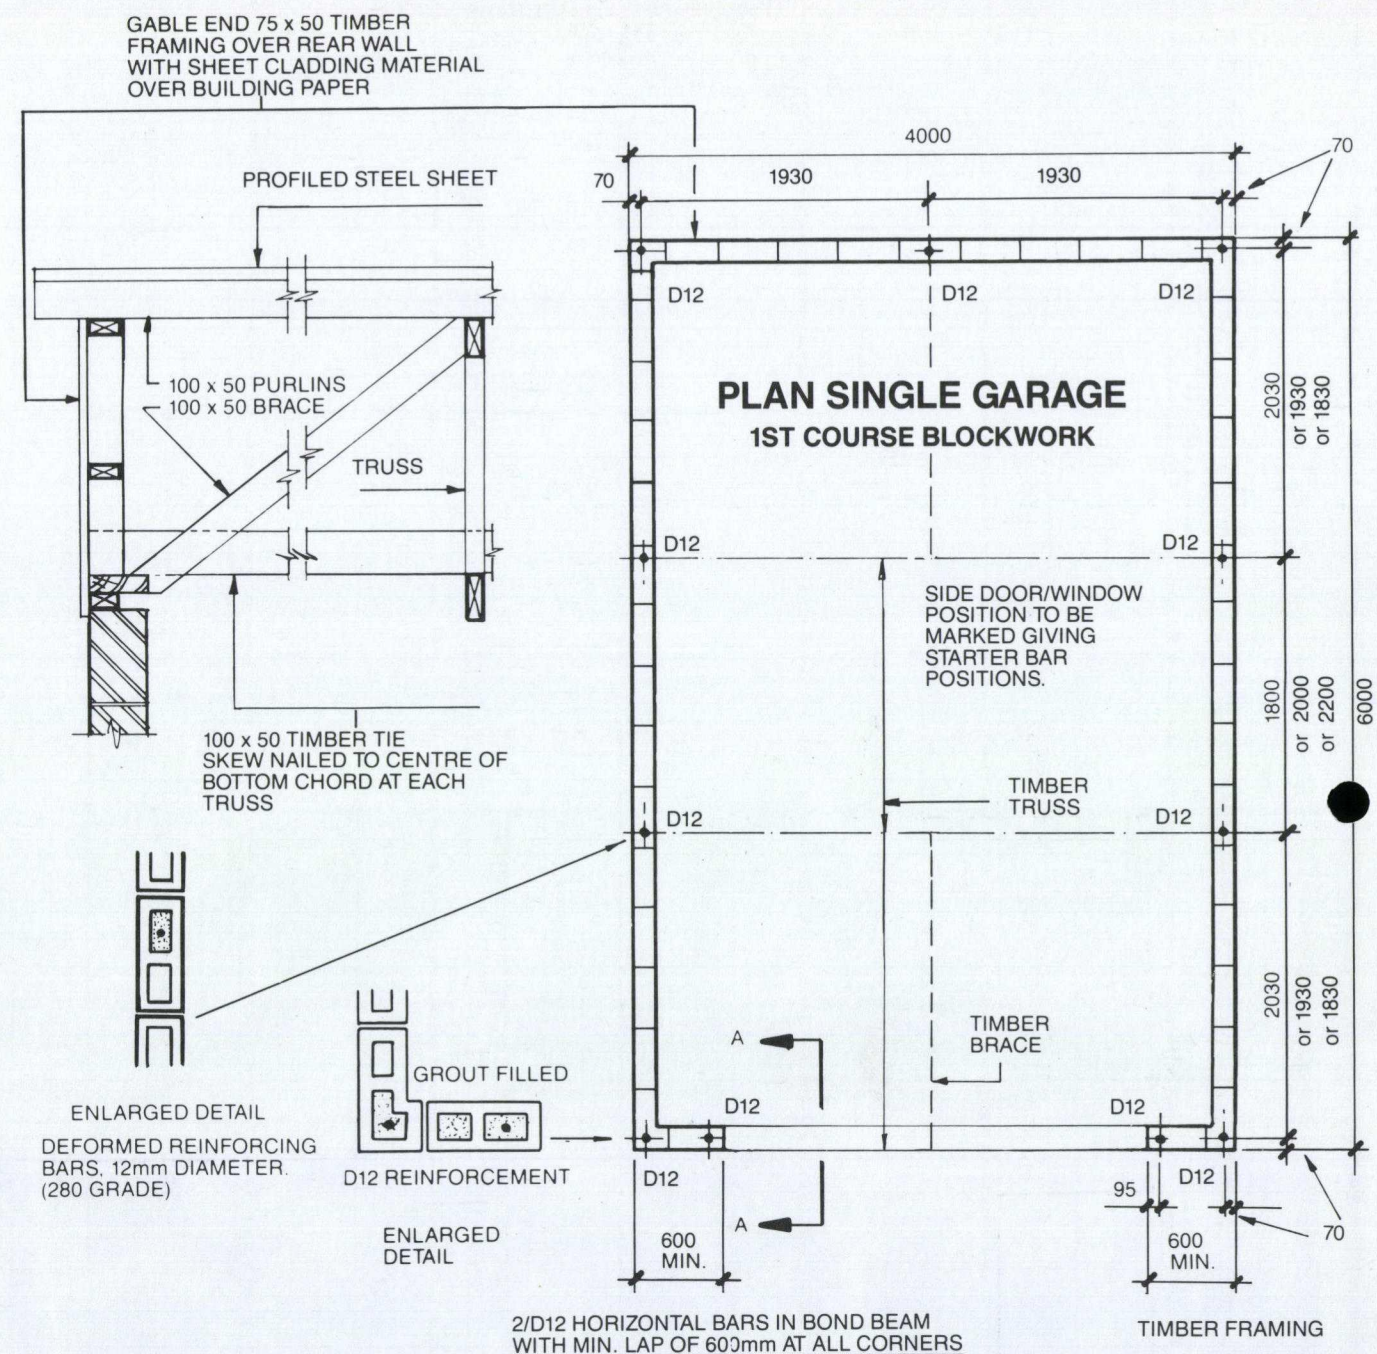 GABLE END 75 x 50 TIMBER
FRAMING OVER REAR WALL
WITH SHEET CLADDING MATERIAL
OVER BUILDING PAPER
PROFILED STEEL SHEET
100 x 50 PURLINS
100 x 50 BRACE
TRUSS
100 x 50 TIMBER TIE
SKEW NAILED TO CENTRE OF
BOTTOM CHORD AT EACH
TRUSS
4000
70
70
1930
1930
D12
D12
D12
PLAN SINGLE GARAGE
1ST COURSE BLOCKWORK
2030
or 1930
or 1830
D12
D12
SIDE DOOR/WINDOW
POSITION TO BE
MARKED GIVING
STARTER BAR
POSITIONS.
1800
or 2000
or 2200
6000
TIMBER
TRUSS
D12
D12
2030
or 1930
or 1830
TIMBER
BRACE
A
D12
D12
D12
D12
A
95
70
600
MIN.
600
MIN.
ENLARGED DETAIL
DEFORMED REINFORCING
BARS, 12mm DIAMETER.
(280 GRADE)
GROUT FILLED
D12 REINFORCEMENT
ENLARGED
DETAIL
2/D12 HORIZONTAL BARS IN BOND BEAM
WITH MIN. LAP OF 600mm AT ALL CORNERS
TIMBER FRAMING